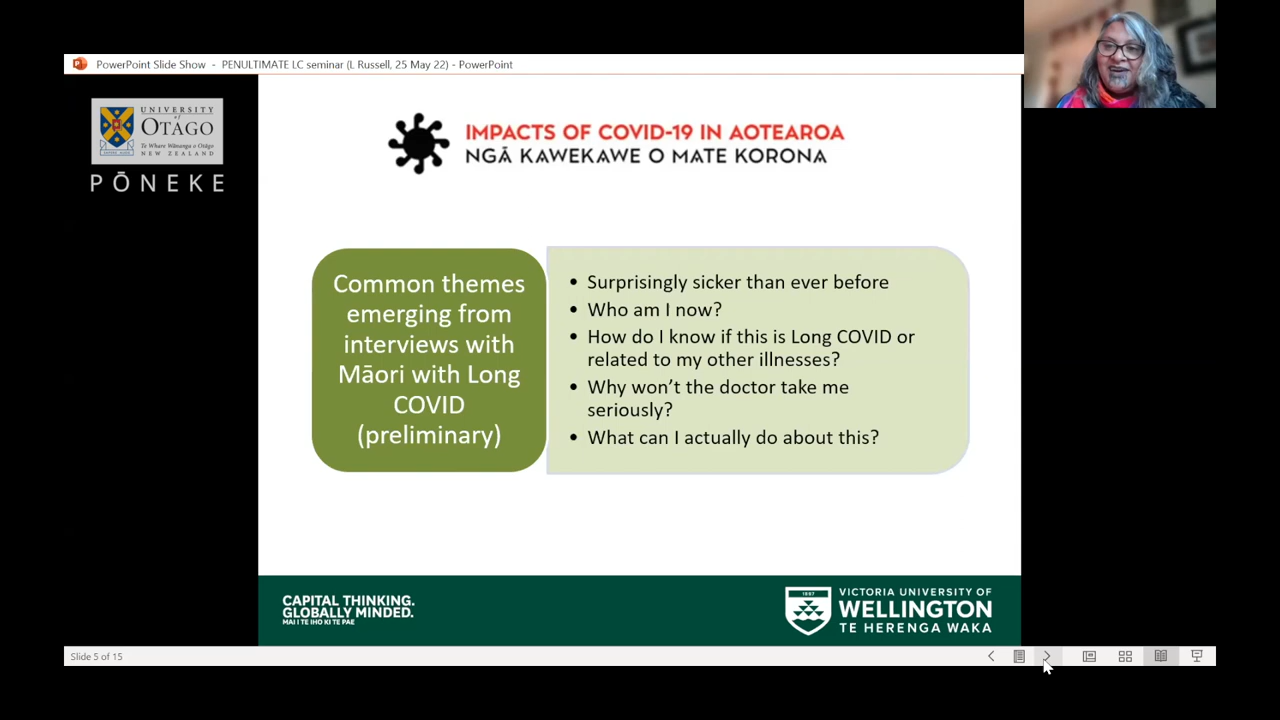 PowerPoint Slide Show - PENULTIMATE LC seminar (L Russell, 25 May 22) - PowerPoint
UNIVERSITY
of
OTAGO
Te Whare Wānanga o Otāgo
NEW ZEALAND
PŌNEKE
IMPACTS OF COVID-19 IN AOTEAROA
NGĀ KAWEKAWE O MATE KORONA
Common themes
emerging from
interviews with
Māori with Long
COVID
(preliminary)
• Surprisingly sicker than ever before
• Who am I now?
• How do I know if this is Long COVID or
related to my other illnesses?
• Why won't the doctor take me
seriously?
• What can I actually do about this?
CAPITAL THINKING.
GLOBALLY MINDED.
MAI I TE IHO KI TE PAE
1897
VICTORIA UNIVERSITY OF
WELLINGTON
TE HERENGA WAKA
Slide 5 of 15